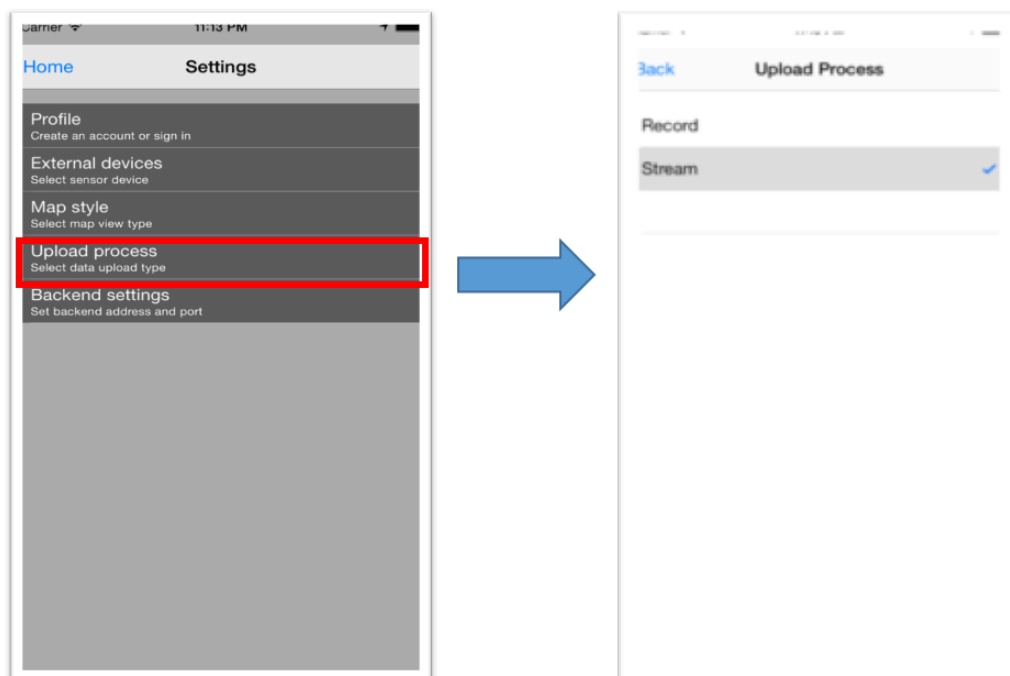 Carrier 11:13 PM
Home Settings
Profile
Create an account or sign in
External devices
Select sensor device
Map style
Select map view type
Upload process
Select data upload type
Backend settings
Set backend address and port
Back Upload Process
Record
Stream